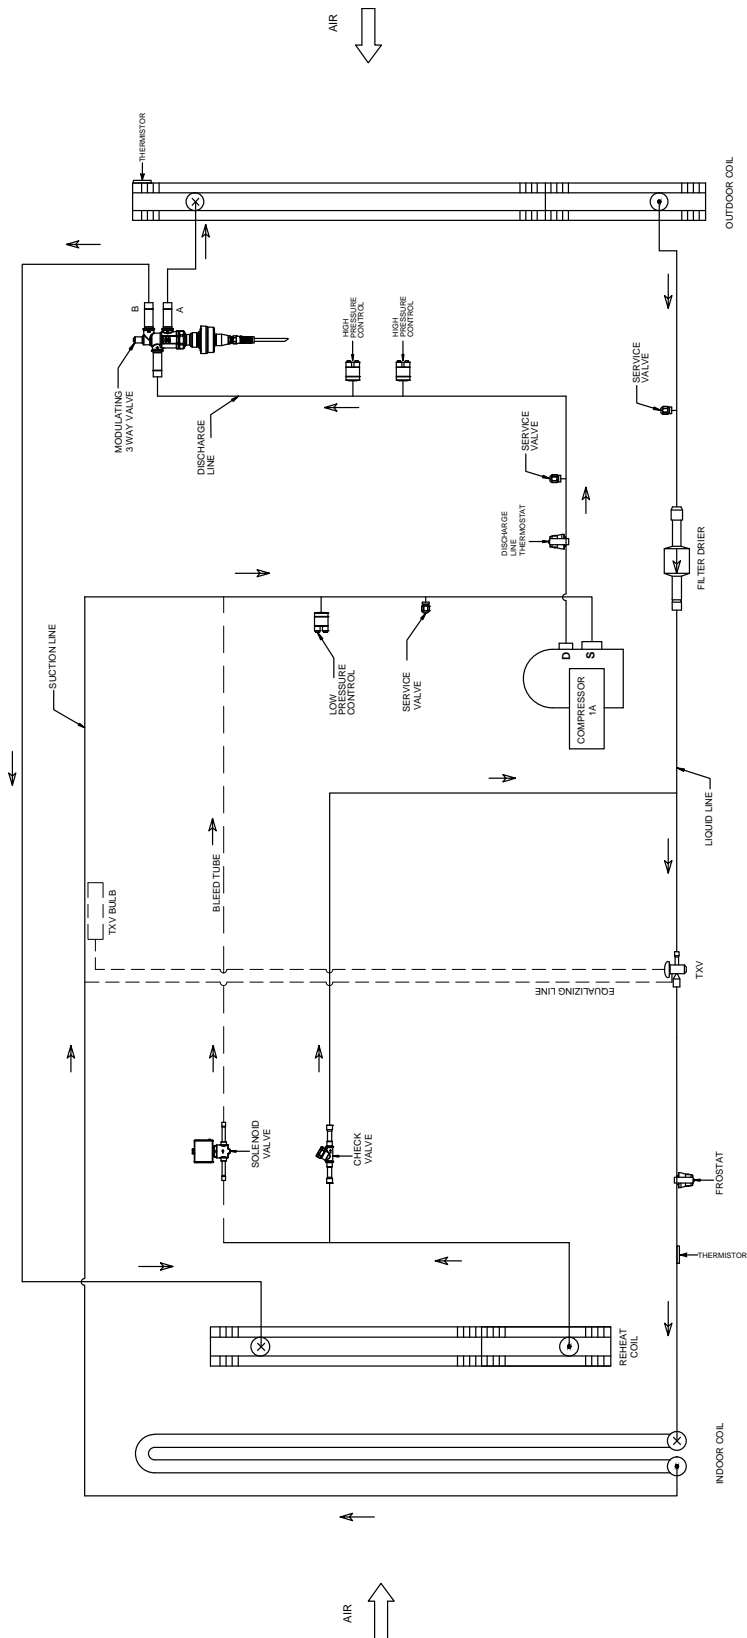 AIR
THERMISTOR
OUTDOOR COIL
B
A
MODULATING
3 WAY VALVE
HIGH
PRESSURE
CONTROL
HIGH
PRESSURE
CONTROL
DISCHARGE
LINE
SERVICE
VALVE
SERVICE
VALVE
DISCHARGE
LINE
THERMOSTAT
FILTER DRIER
SUCTION LINE
LOW
PRESSURE
CONTROL
SERVICE
VALVE
D
S
COMPRESSOR
1A
LIQUID LINE
BLEED TUBE
TXV BULB
TXV
EQUALIZING LINE
SOLENOID
VALVE
CHECK
VALVE
FROSTAT
THERMISTOR
REHEAT
COIL
INDOOR COIL
AIR